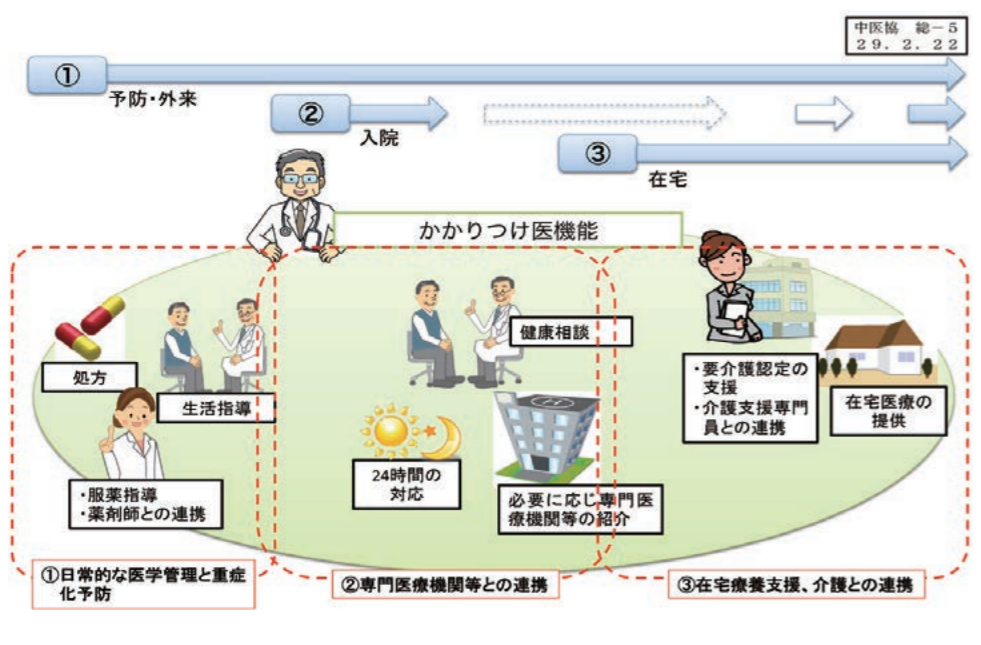 中医協 総-5
29.2.22
①
予防・外来
②
入院
③
在宅
かかりつけ医機能
処方
生活指導
・服薬指導
・薬剤師との連携
健康相談
24時間の
対応
H
必要に応じ専門医
療機関等の紹介
・要介護認定の
支援
・介護支援専門
員との連携
在宅医療の
提供
①日常的な医学管理と重症
化予防
②専門医療機関等との連携
③在宅療養支援、介護との連携